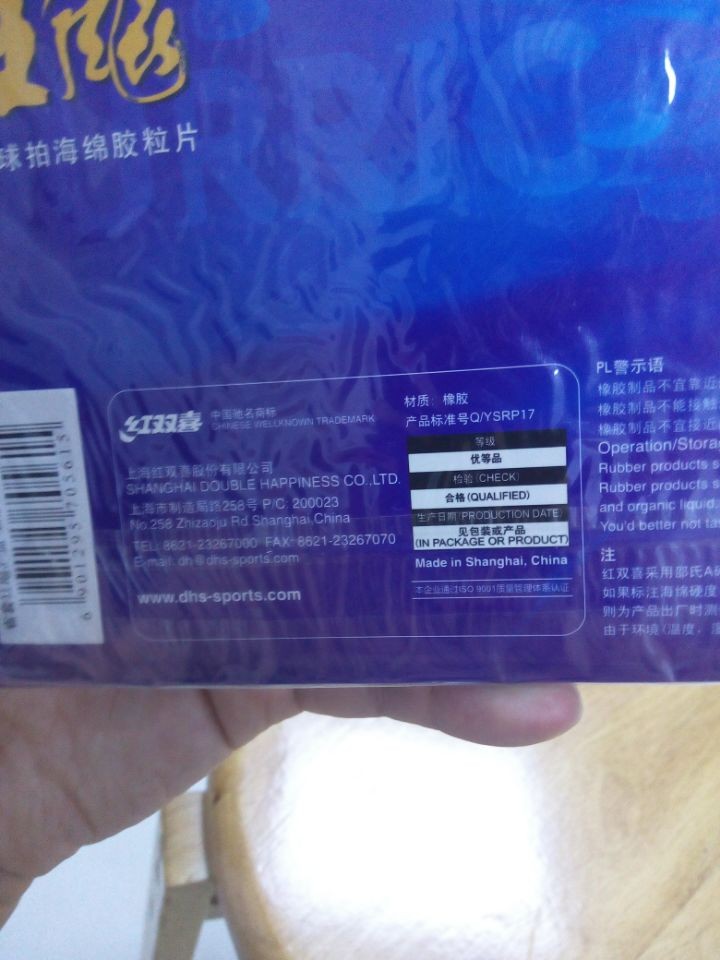 飚
球拍海绵胶粒片
红双喜
中国驰名商标
CHINESE WELLKNOWN TRADEMARK
上海红双喜股份有限公司
SHANGHAI DOUBLE HAPPINESS CO.,LTD.
上海市制造局路258号 P/C: 200023
No.258 Zhizaoju Rd Shanghai,China
TEL: 8621-23267000 FAX: 8621-23267070
E-mail: dh@dhs-sports.com
www.dhs-sports.com
材质: 橡胶
产品标准号Q/YSRP17
等级
优等品
检验 (CHECK)
合格(QUALIFIED)
生产日期 (PRODUCTION DATE)
见包装或产品
(IN PACKAGE OR PRODUCT)
Made in Shanghai, China
本企业通过ISO 9001质量管理体系认证
PL警示语
橡胶制品不宜靠近
橡胶制品不能接触
橡胶制品不宜接近
Operation/Stora
Rubber products s
Rubber products s
and organic liquid.
You'd better not ta
注
红双喜采用邵氏A硬
如果标注海绵硬度
则为产品出厂时测
由于环境(温度,
6 901295 705615